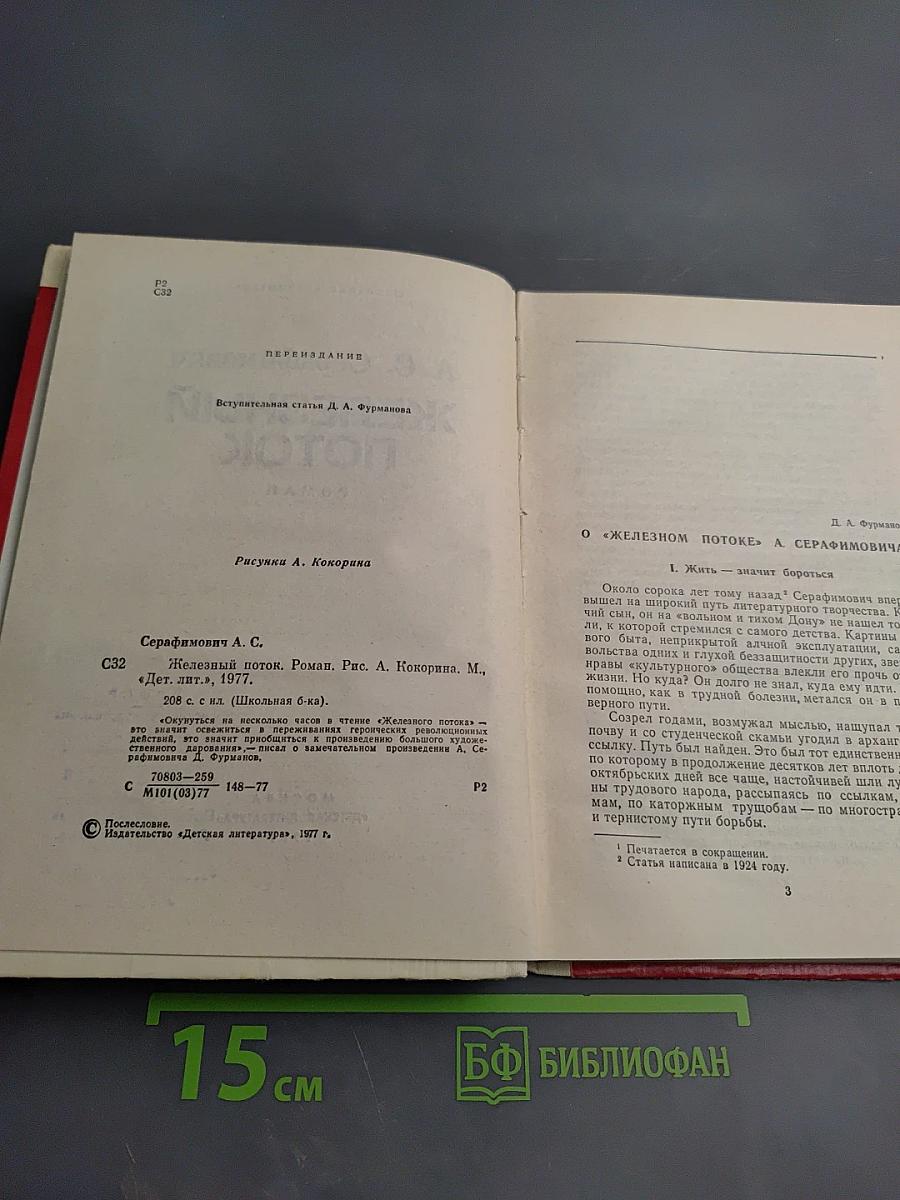 Р2
С32
ПЕРЕИЗДАНИЕ
Вступительная статья Д. А. Фурманова
Рисунки А. Кокорина
Серафимович А. С.
С32 Железный поток. Роман. Рис. А. Кокорина. М.,
«Дет. лит.», 1977.
208 с. с ил. (Школьная б-ка).
«Окунуться на несколько часов в чтение «Железного потока» —
это значит освежиться в переживаниях героических революционных
действий, это значит приобщиться к произведению большого художе-
ственного дарования»,— писал о замечательном произведении А. Се-
рафимовича Д. Фурманов.
С 70803—259
М101(03)77 148—77 Р2
© Послесловие.
Издательство «Детская литература», 1977 г.
Д. А. Фурмано
О «ЖЕЛЕЗНОМ ПОТОКЕ» А. СЕРАФИМОВИЧА
I. Жить — значит бороться
Около сорока лет тому назад² Серафимович впер
вышел на широкий путь литературного творчества. К
чий сын, он на «вольном и тихом Дону» не нашел то
ли, к которой стремился с самого детства. Картины
вого быта, неприкрытой алчной эксплуатации, са
вольства одних и глухой беззащитности других, зве
нравы «культурного» общества влекли его прочь о
жизни. Но куда? Он долго не знал, куда ему идти.
помощно, как в трудной болезни, метался он в п
верного пути.
Созрел годами, возмужал мыслью, нащупал т
почву и со студенческой скамьи угодил в арханг
ссылку. Путь был найден. Это был тот единственн
по которому в продолжение десятков лет вплоть
октябрьских дней все чаще, настойчивей шли лу
ны трудового народа, рассыпаясь по ссылкам,
мам, по каторжным трущобам — по многостра
и тернистому пути борьбы.
¹ Печатается в сокращении.
² Статья написана в 1924 году.
3
15 см
БФ БИБЛИОФАН